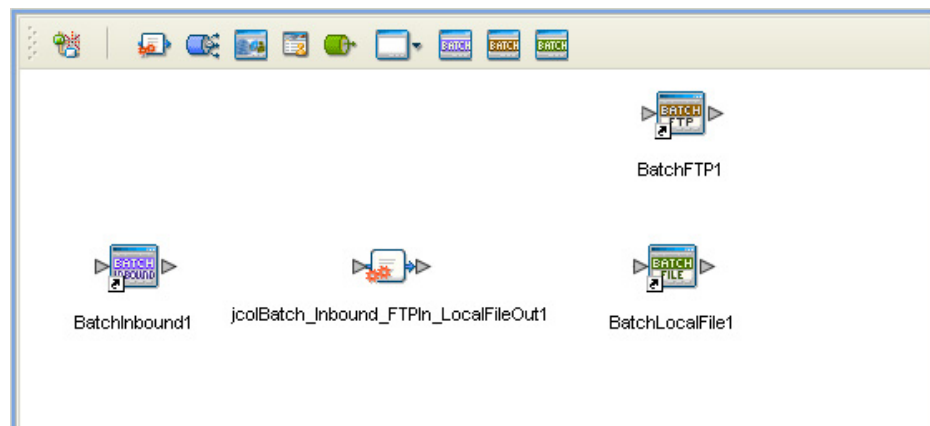 BATCH BATCH BATCH
BATCH
FTP
BatchFTP1
BATCH
INBOUND
BATCH
FILE
BatchInbound1
jcolBatch_Inbound_FTPIn_LocalFileOut1
BatchLocalFile1